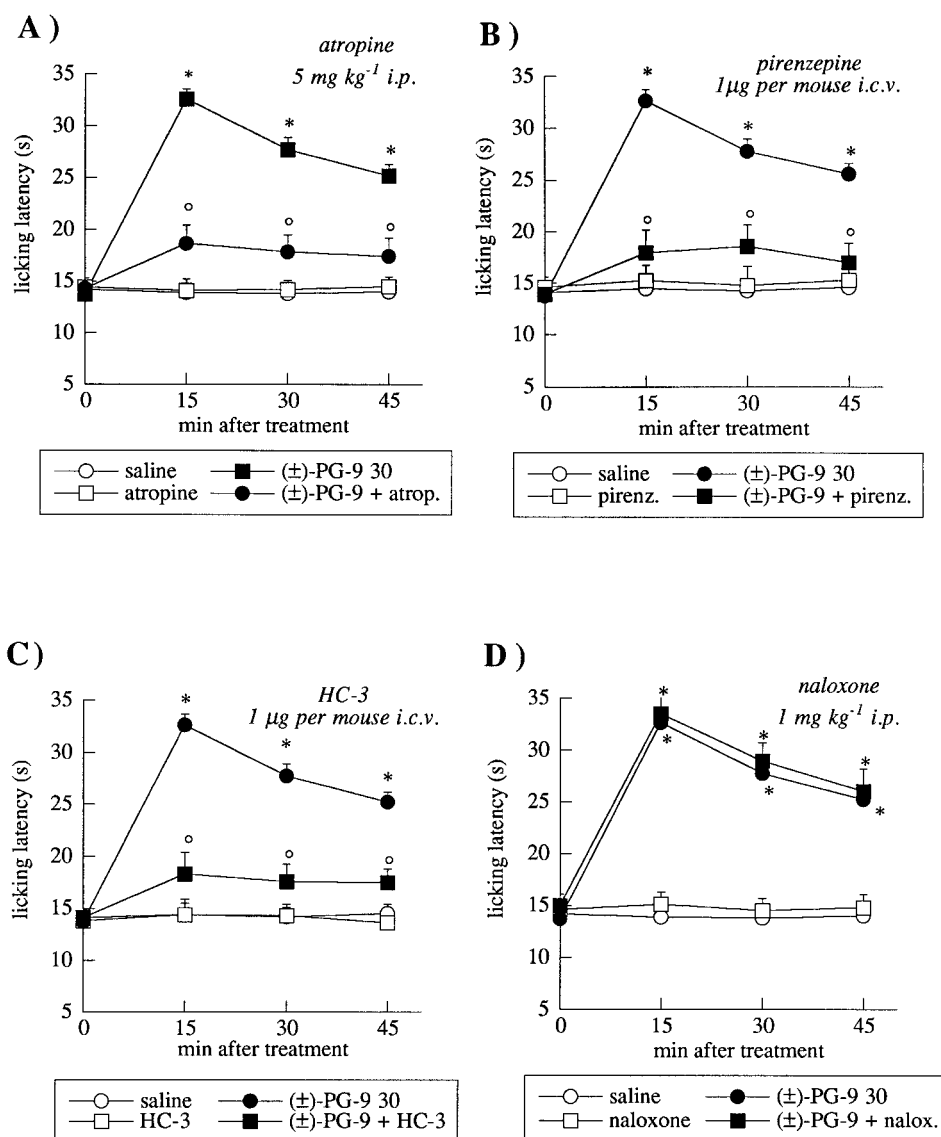 A)
atropine
5 mg kg⁻¹ i.p.
licking latency (s)
35
30
25
20
15
10
5
* * *
° ° °
0 15 30 45
min after treatment
saline (±)-PG-9 30
atropine (±)-PG-9 + atrop.
B)
pirenzepine
1μg per mouse i.c.v.
licking latency (s)
35
30
25
20
15
10
5
* * *
° ° °
0 15 30 45
min after treatment
saline (±)-PG-9 30
pirenz. (±)-PG-9 + pirenz.
C)
HC-3
1 μg per mouse i.c.v.
licking latency (s)
35
30
25
20
15
10
5
* * *
° ° °
0 15 30 45
min after treatment
saline (±)-PG-9 30
HC-3 (±)-PG-9 + HC-3
D)
naloxone
1 mg kg⁻¹ i.p.
licking latency (s)
35
30
25
20
15
10
5
* * *
* * *
0 15 30 45
min after treatment
saline (±)-PG-9 30
naloxone (±)-PG-9 + nalox.